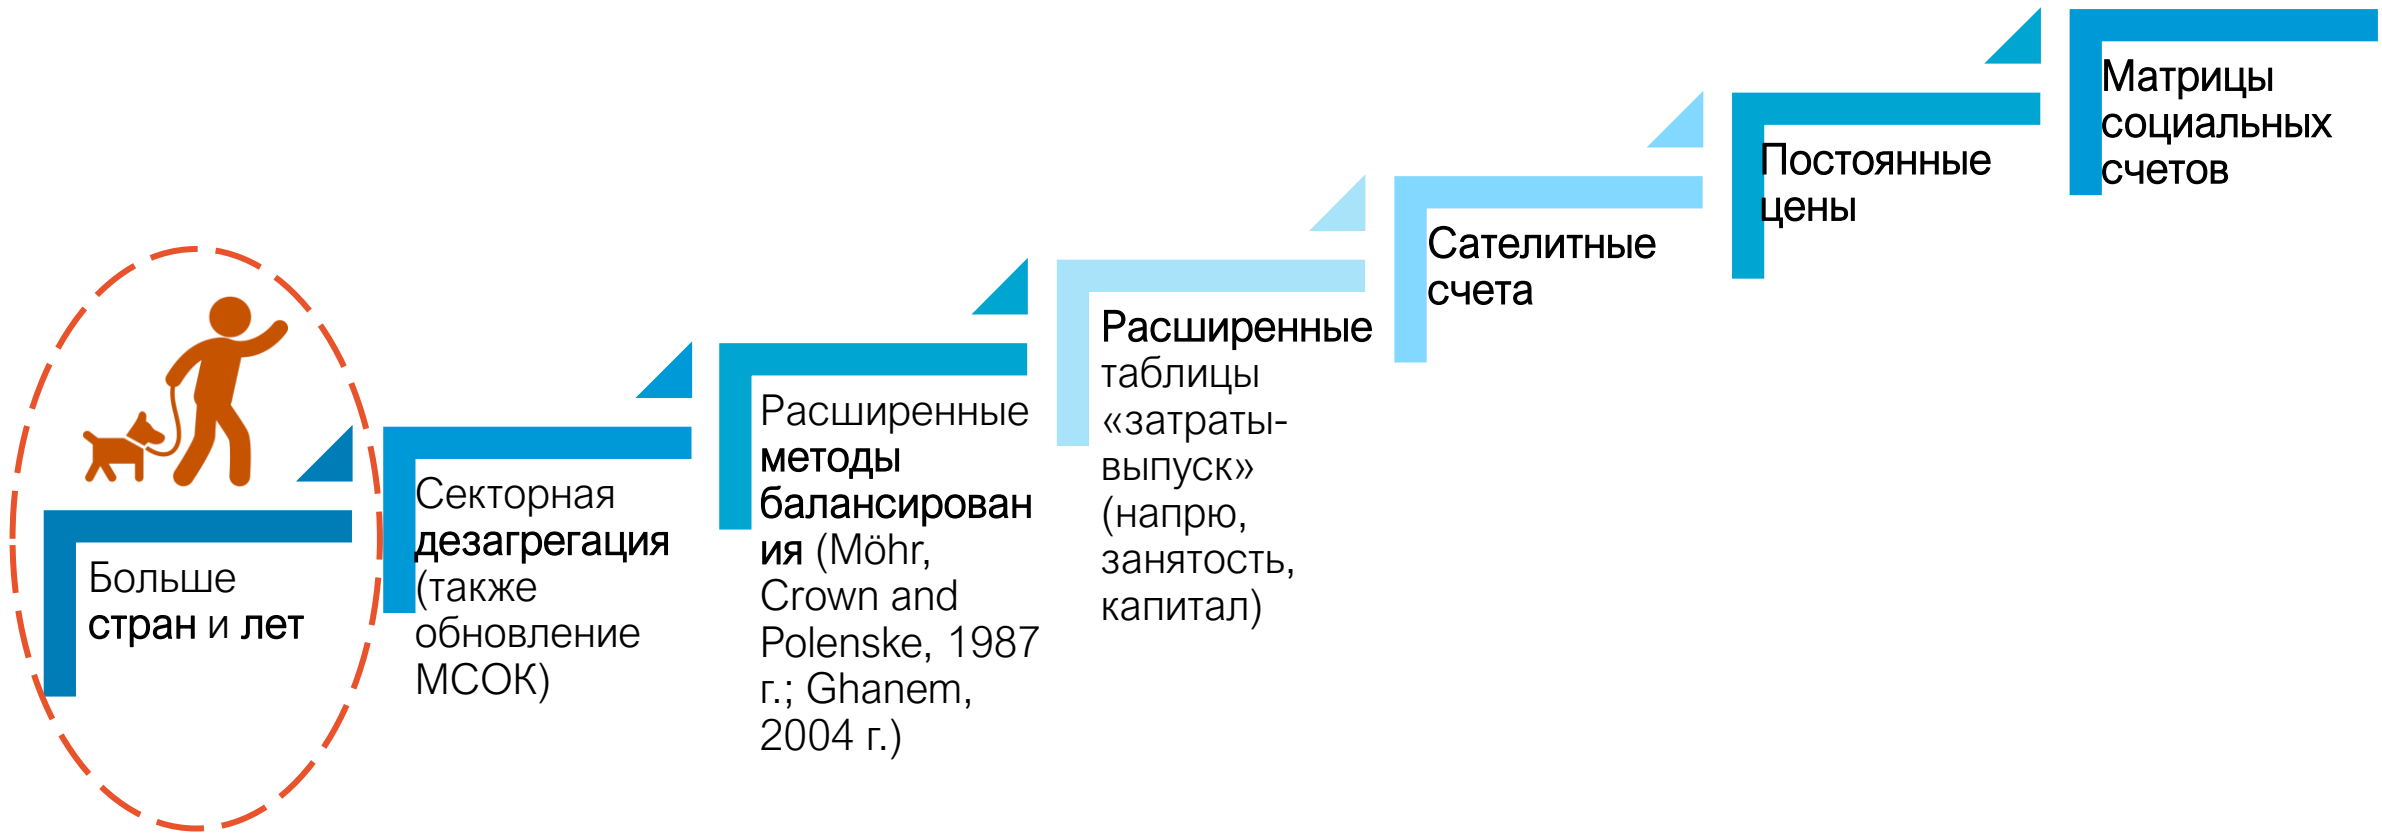 Больше
стран и лет
Секторная
дезагрегация
(также
обновление
МСОК)
Расширенные
методы
балансирован
ия (Möhr,
Crown and
Polenske, 1987
г.; Ghanem,
2004 г.)
Расширенные
таблицы
«затраты-
выпуск»
(напрю,
занятость,
капитал)
Сателитные
счета
Постоянные
цены
Матрицы
социальных
счетов